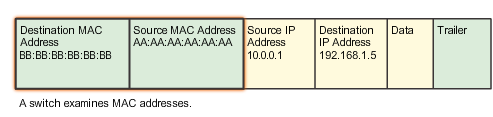 Destination MAC
Address
BB:BB:BB:BB:BB:BB
Source MAC Address
AA:AA:AA:AA:AA:AA
Source IP
Address
10.0.0.1
Destination
IP Address
192.168.1.5
Data
Trailer
A switch examines MAC addresses.